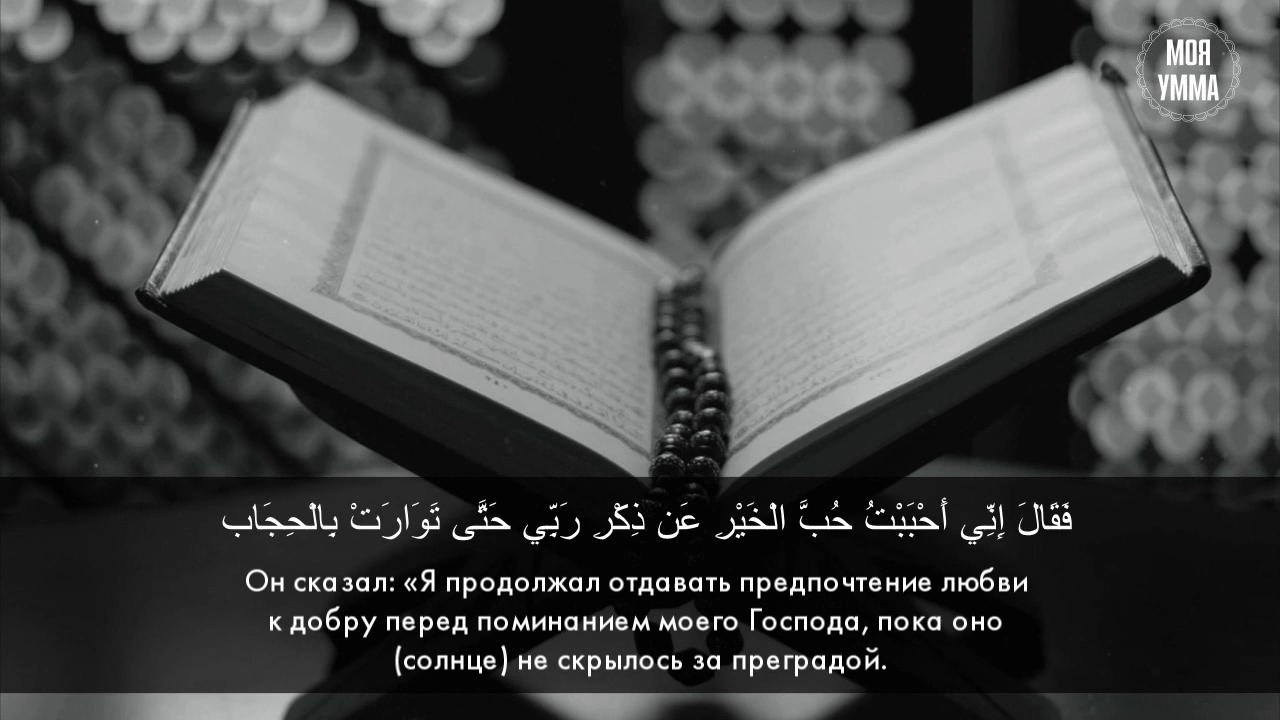 МОЯ
УММА
فَقَالَ إِنِّي أَحْبَبْتُ حُبَّ الْخَيْرِ عَن ذِكْرِ رَبِّي حَتَّى تَوَارَتْ بِالْحِجَابِ
Он сказал: «Я продолжал отдавать предпочтение любви
к добру перед поминанием моего Господа, пока оно
(солнце) не скрылось за преградой.